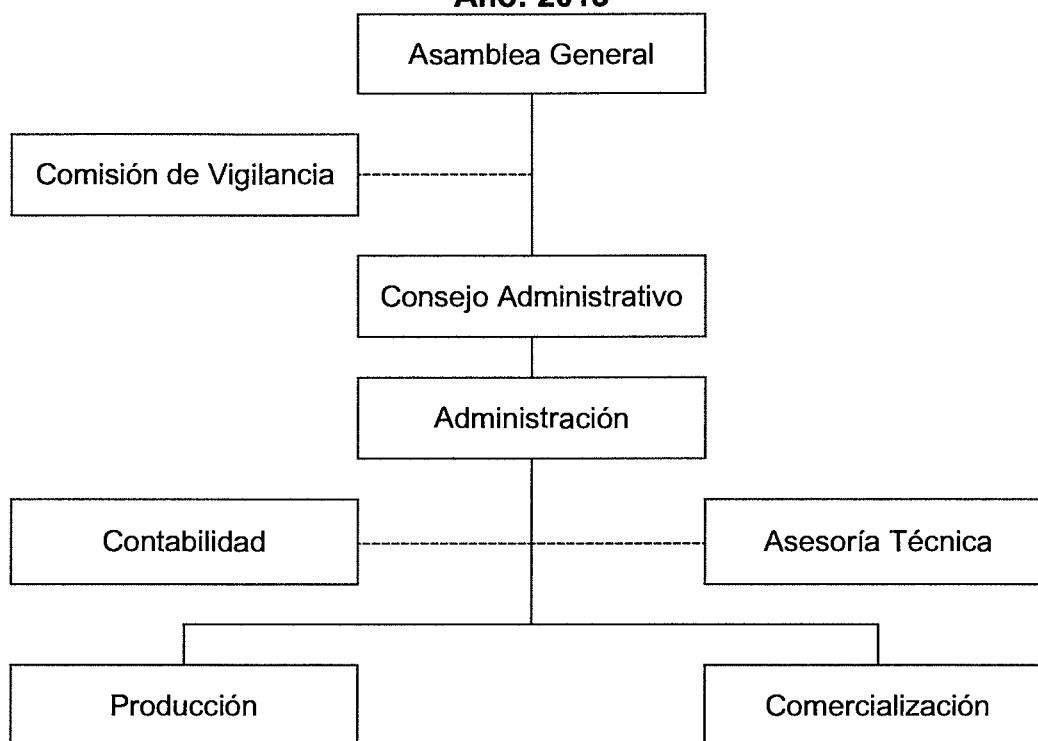 Asamblea General
Comisión de Vigilancia
Consejo Administrativo
Administración
Contabilidad
Asesoría Técnica
Producción
Comercialización